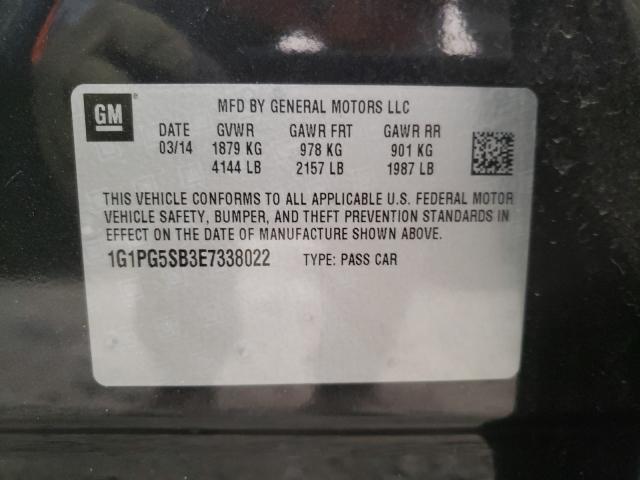 GM ® MFD BY GENERAL MOTORS LLC
DATE GVWR GAWR FRT GAWR RR
03/14 1879 KG 978 KG 901 KG
4144 LB 2157 LB 1987 LB
THIS VEHICLE CONFORMS TO ALL APPLICABLE U.S. FEDERAL MOTOR
VEHICLE SAFETY, BUMPER, AND THEFT PREVENTION STANDARDS IN
EFFECT ON THE DATE OF MANUFACTURE SHOWN ABOVE.
1G1PG5SB3E7338022 TYPE: PASS CAR